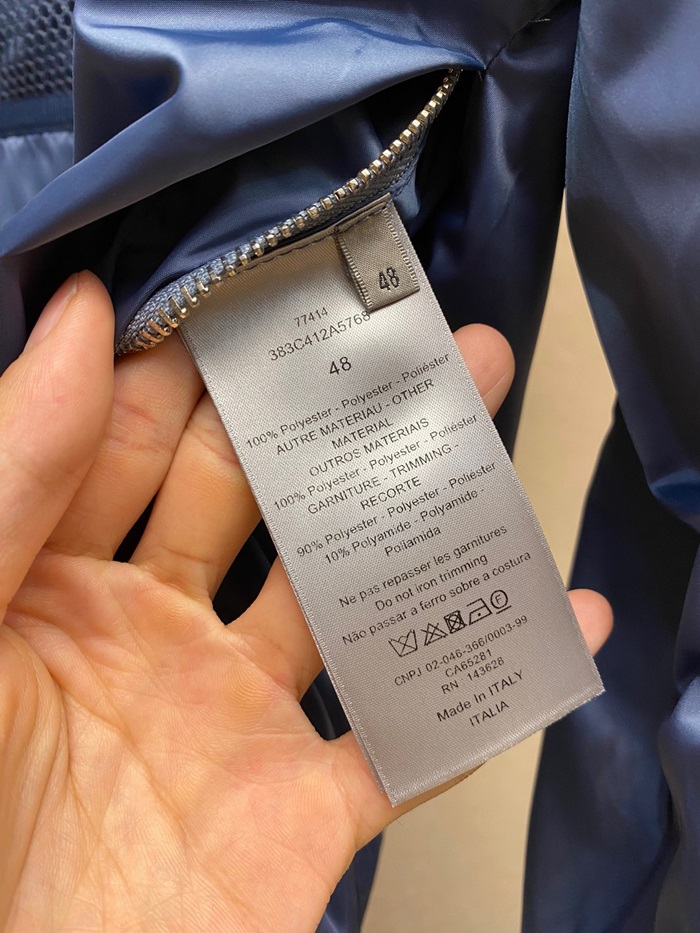 48
77414
383C412A5768
48
100% Polyester - Polyester - Poliéster
AUTRE MATERIAU - OTHER
MATERIAL
OUTROS MATERIAIS
100% Polyester - Polyester - Poliéster
GARNITURE - TRIMMING -
RECORTE
90% Polyester - Polyester - Poliéster
10% Polyamide - Polyamide -
Poilamida
Ne pas repasser les garnitures
Do not iron trimming
Não passar a ferro sobre a costura
F
CNPJ 02-046-366/0003-99
CA65281
RN 143628
Made In ITALY
ITALIA